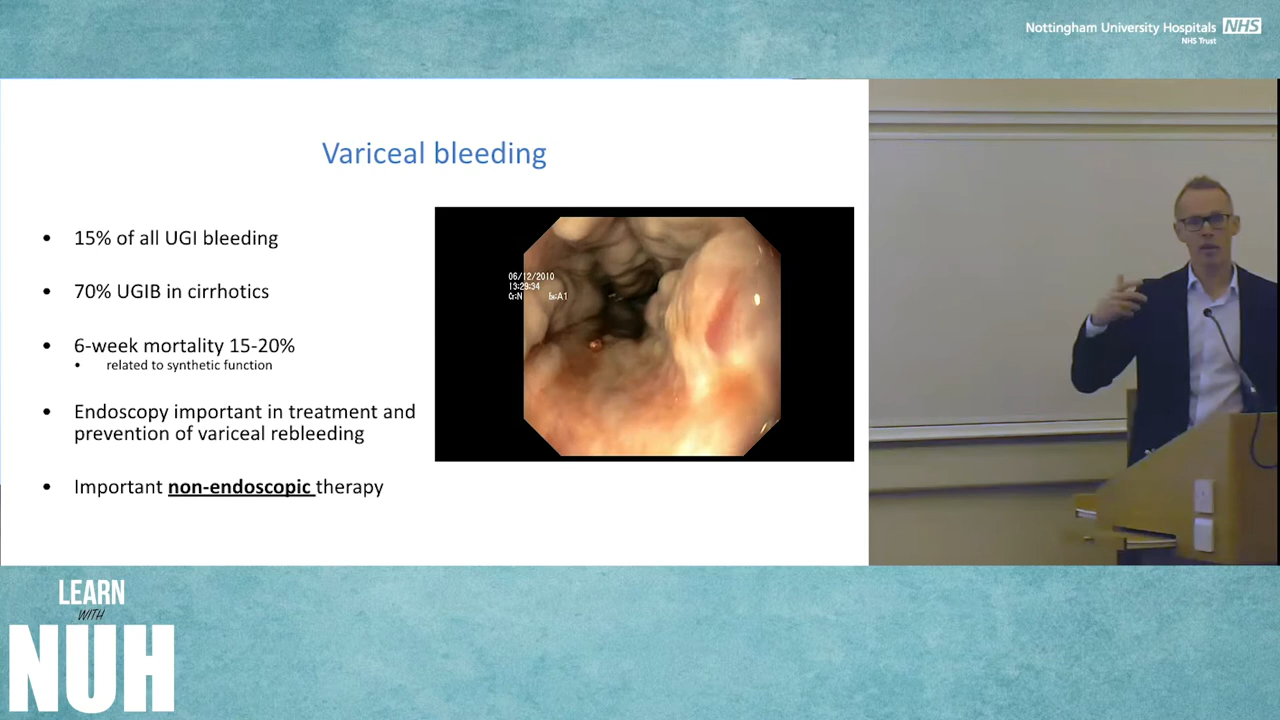 Nottingham University Hospitals NHS
NHS Trust
Variceal bleeding
• 15% of all UGI bleeding
• 70% UGIB in cirrhotics
• 6-week mortality 15-20%
• related to synthetic function
• Endoscopy important in treatment and
prevention of variceal rebleeding
• Important non-endoscopic therapy
06/12/2010
13:29:34
LEARN
WITH
NUH